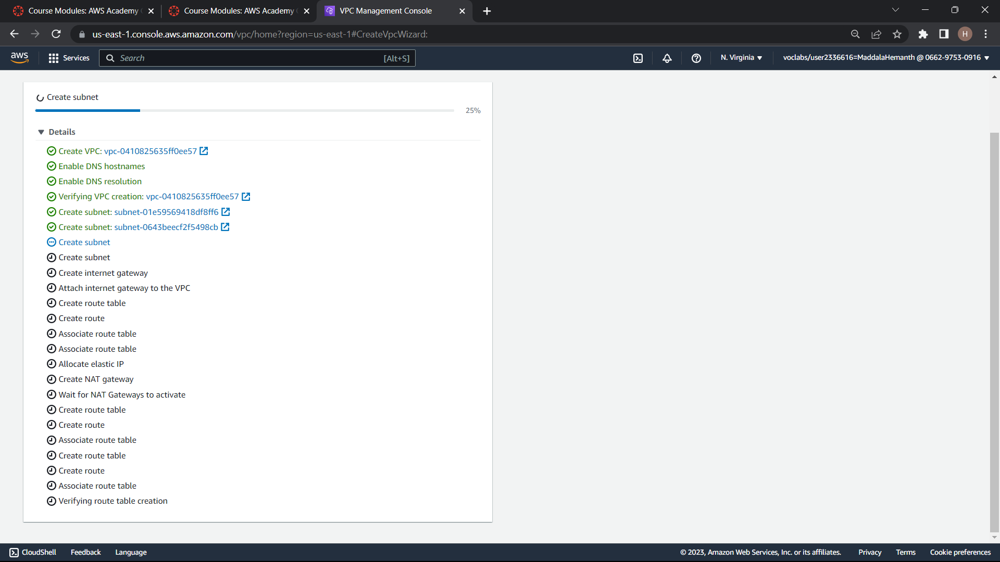 Course Modules: AWS Academy
Course Modules: AWS Academy
VPC Management Console
us-east-1.console.aws.amazon.com/vpc/home?region=us-east-1#CreateVpcWizard:
H
aws
Services
Search
[Alt+S]
N. Virginia
voclabs/user2336616=MaddalaHemanth @ 0662-9753-0916
Create subnet
25%
Details
Create VPC: vpc-0410825635ff0ee57
Enable DNS hostnames
Enable DNS resolution
Verifying VPC creation: vpc-0410825635ff0ee57
Create subnet: subnet-01e59569418df8ff6
Create subnet: subnet-0643beecf2f5498cb
Create subnet
Create subnet
Create internet gateway
Attach internet gateway to the VPC
Create route table
Create route
Associate route table
Associate route table
Allocate elastic IP
Create NAT gateway
Wait for NAT Gateways to activate
Create route table
Create route
Associate route table
Create route table
Create route
Associate route table
Verifying route table creation
CloudShell
Feedback
Language
© 2023, Amazon Web Services, Inc. or its affiliates.
Privacy
Terms
Cookie preferences